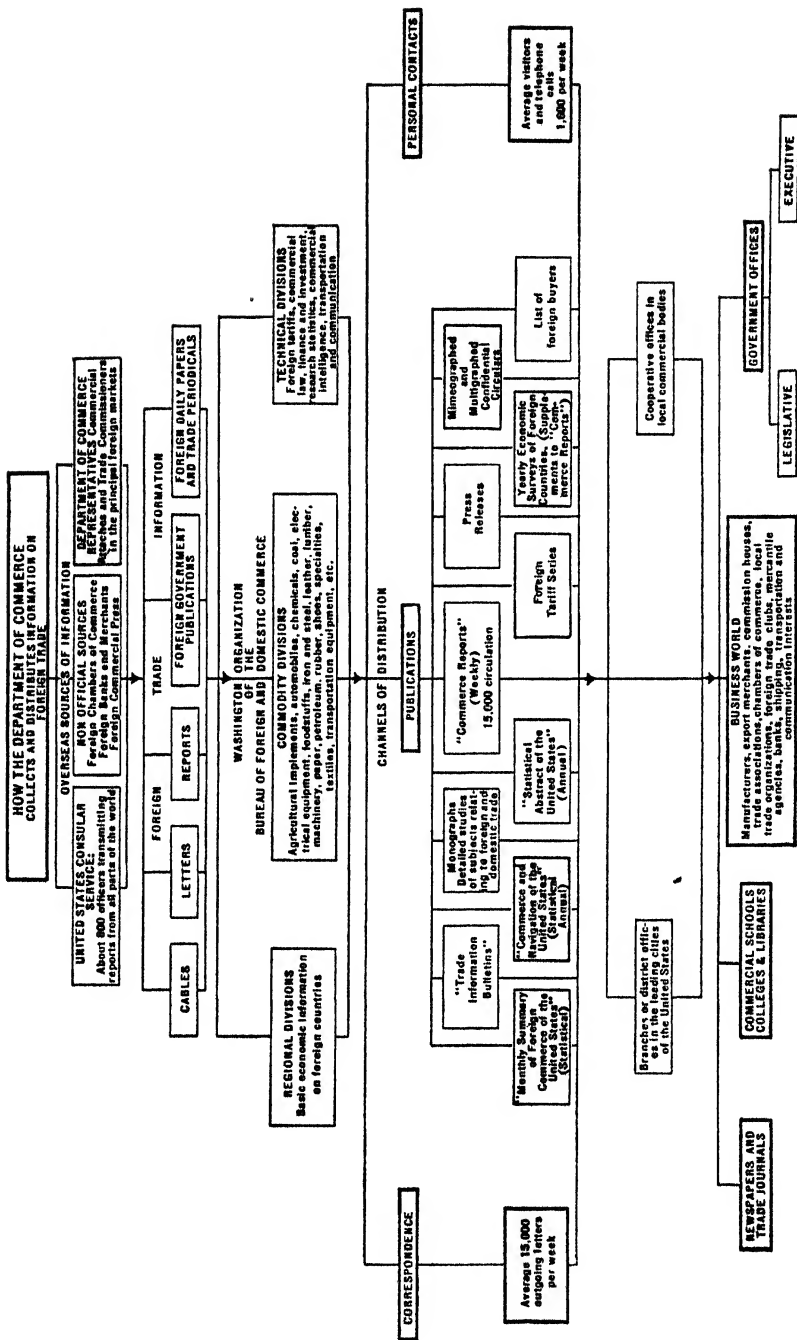 HOW THE DEPARTMENT OF COMMERCE
COLLECTS AND DISTRIBUTES INFORMATION ON
FOREIGN TRADE
OVERSEAS SOURCES OF INFORMATION
UNITED STATES CONSULAR
SERVICE:
About 800 officers transmitting
reports from all parts of the world
NON OFFICIAL SOURCES
Foreign Chambers of Commerce
Foreign Banks and Merchants
Foreign Commercial Press
DEPARTMENT OF COMMERCE
REPRESENTATIVES Commercial
Attaches and Trade Commissioners
in the principal foreign markets
FOREIGN TRADE INFORMATION
CABLES
LETTERS
REPORTS
FOREIGN GOVERNMENT
PUBLICATIONS
FOREIGN DAILY PAPERS
AND TRADE PERIODICALS
WASHINGTON ORGANIZATION
OF THE
BUREAU OF FOREIGN AND DOMESTIC COMMERCE
REGIONAL DIVISIONS
Basic economic information
on foreign countries
COMMODITY DIVISIONS
Agricultural implements, automobiles, chemicals, coal, elec-
trical equipment, foodstuffs, iron and steel, leather, lumber,
machinery, paper, petroleum, rubber, shoes, specialties,
textiles, transportation equipment, etc.
TECHNICAL DIVISIONS
Foreign tariffs, commercial
law, finance and investment,
research statistics, commercial
intelligence, transportation
and communication
CHANNELS OF DISTRIBUTION
CORRESPONDENCE
PUBLICATIONS
PERSONAL CONTACTS
Average 15,000
outgoing letters
per week
"Trade
Information
Bulletins"
Monographs
Detailed studies
of subjects relat-
ing to foreign and
domestic trade
"Commerce Reports"
(Weekly)
15,000 circulation
Press
Releases
Mimeographed
and
Multigraphed
Confidential
Circulars
"Monthly Summary
of Foreign
Commerce of the
United States"
(Statistical)
"Commerce and
Navigation of the
United States"
(Statistical
Annual)
"Statistical
Abstract of the
United States"
(Annual)
Foreign
Tariff Series
Yearly Economic
Surveys of Foreign
Countries, (Supple-
ments to "Com-
merce Reports")
List of
foreign buyers
Average visitors
and telephone
calls
1,600 per week
Branches or district offic-
es in the leading cities
of the United States
Cooperative offices in
local commercial bodies
NEWSPAPERS AND
TRADE JOURNALS
COMMERCIAL SCHOOLS
COLLEGES & LIBRARIES
BUSINESS WORLD
Manufacturers, export merchants, commission houses,
trade associations, chambers of commerce, local
trade organizations, foreign trade clubs, mercantile
agencies, banks, shipping, transportation and
communication interests
GOVERNMENT OFFICES
LEGISLATIVE
EXECUTIVE